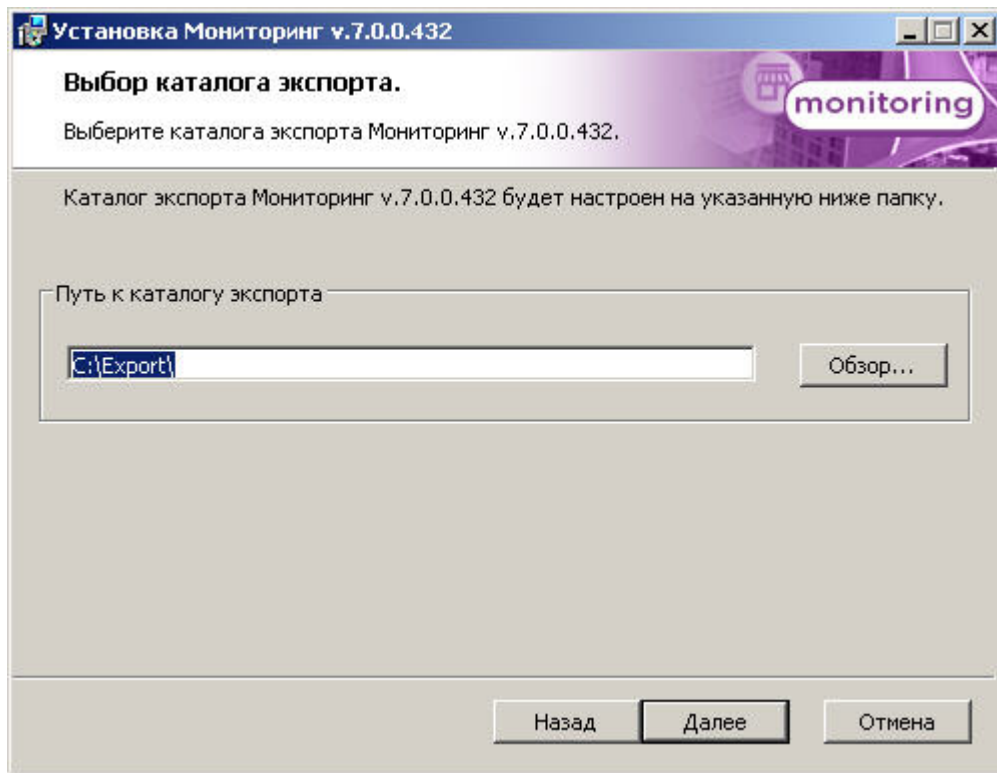 Установка Мониторинг v.7.0.0.432
Выбор каталога экспорта.
Выберите каталога экспорта Мониторинг v.7.0.0.432.
monitoring
Каталог экспорта Мониторинг v.7.0.0.432 будет настроен на указанную ниже папку.
Путь к каталогу экспорта
C:\Export\
Обзор...
Назад
Далее
Отмена